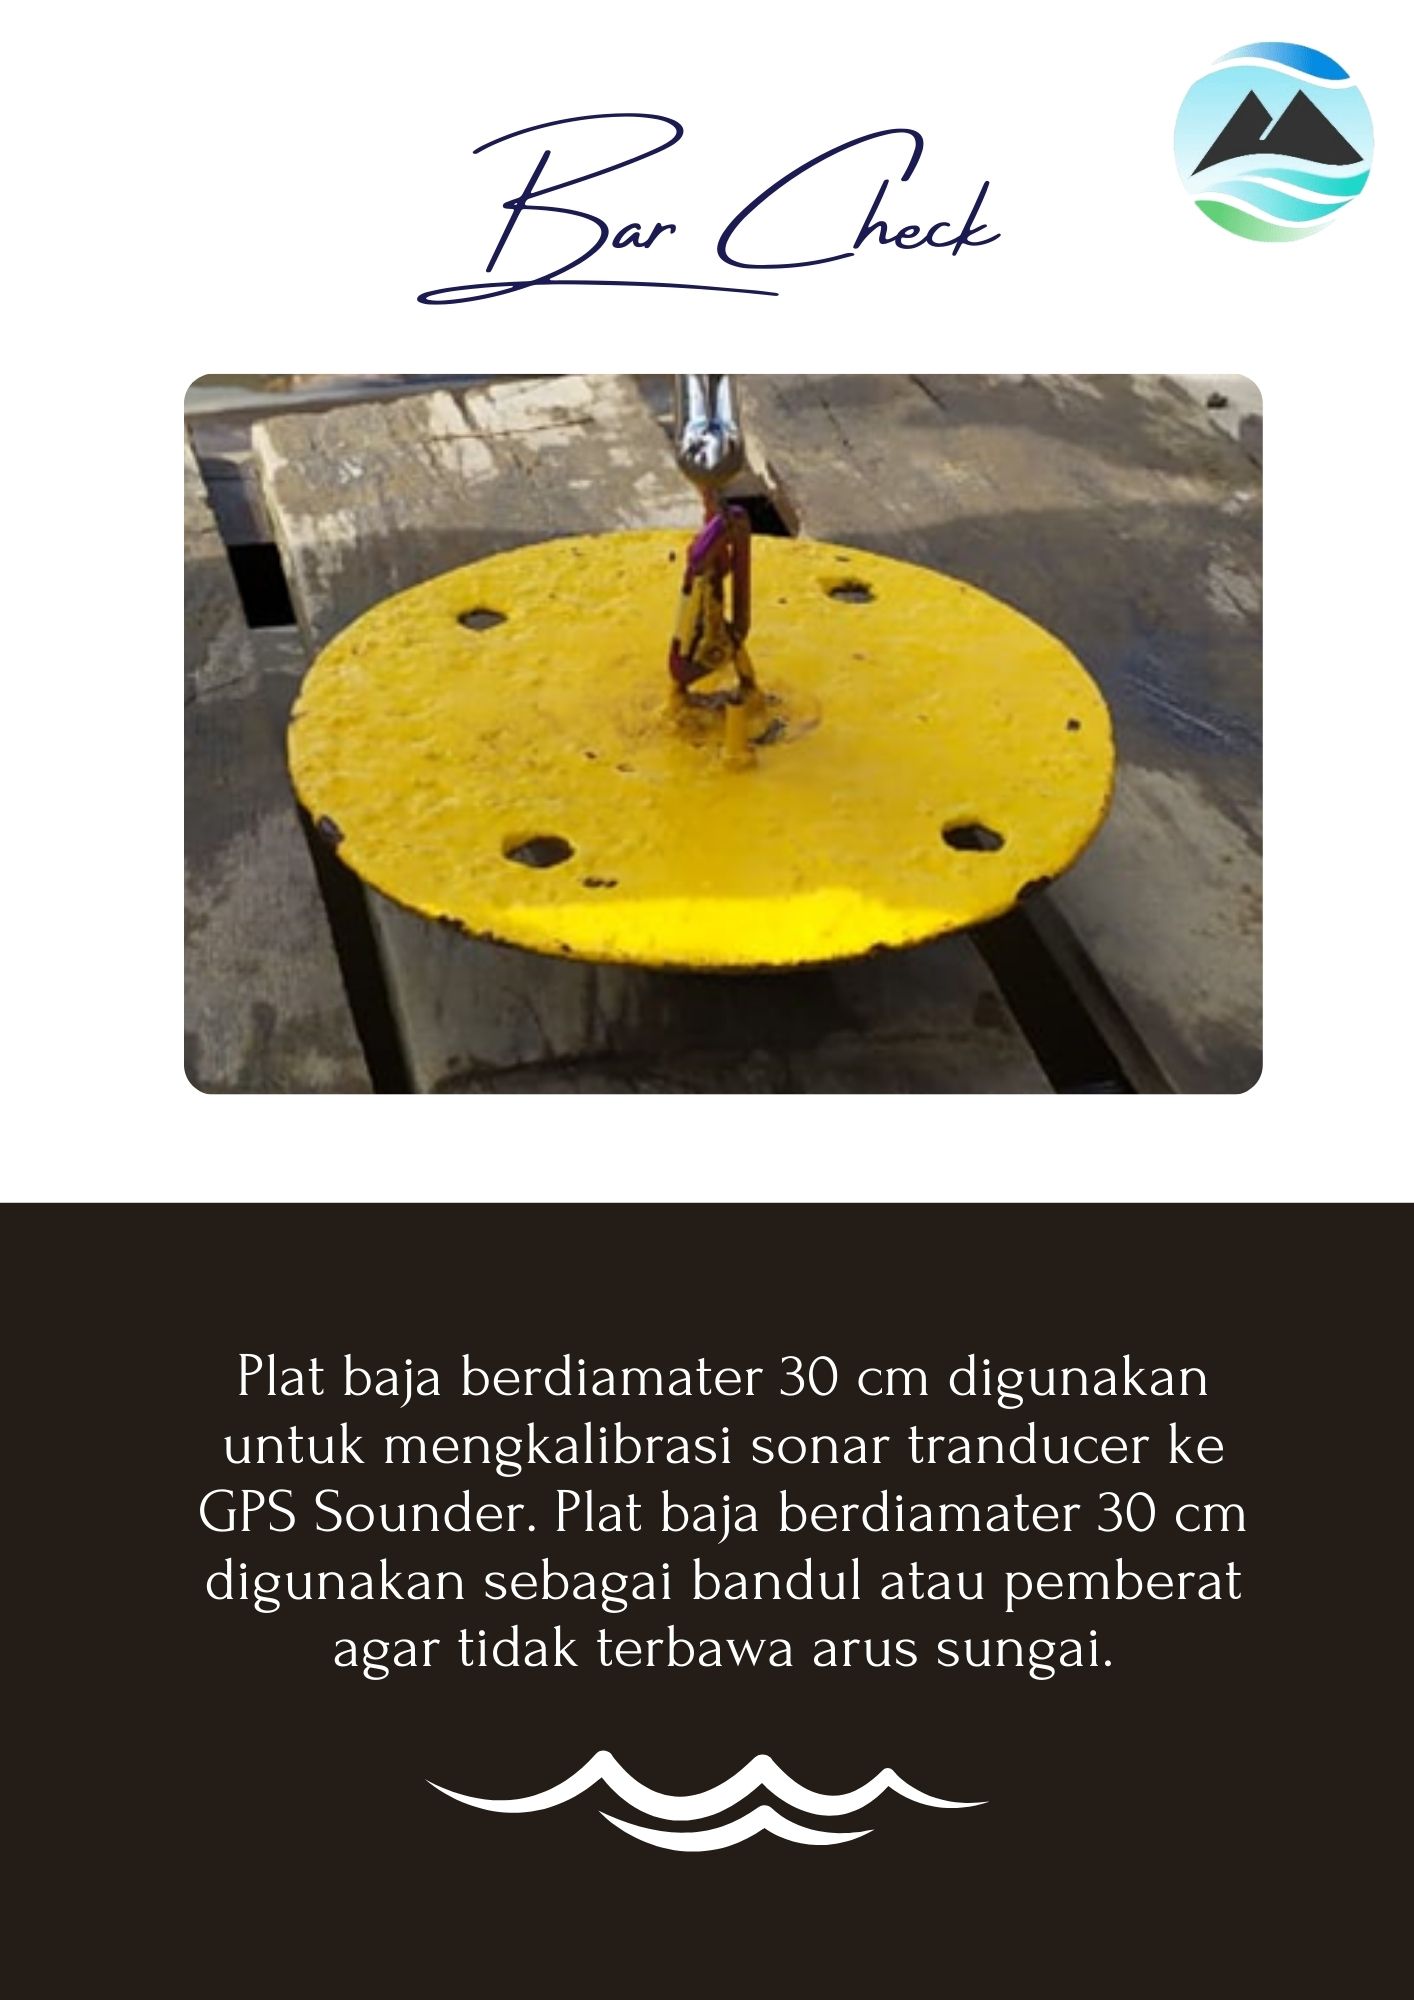 Bar Check
Plat baja berdiamater 30 cm digunakan
untuk mengkalibrasi sonar tranducer ke
GPS Sounder. Plat baja berdiamater 30 cm
digunakan sebagai bandul atau pemberat
agar tidak terbawa arus sungai.